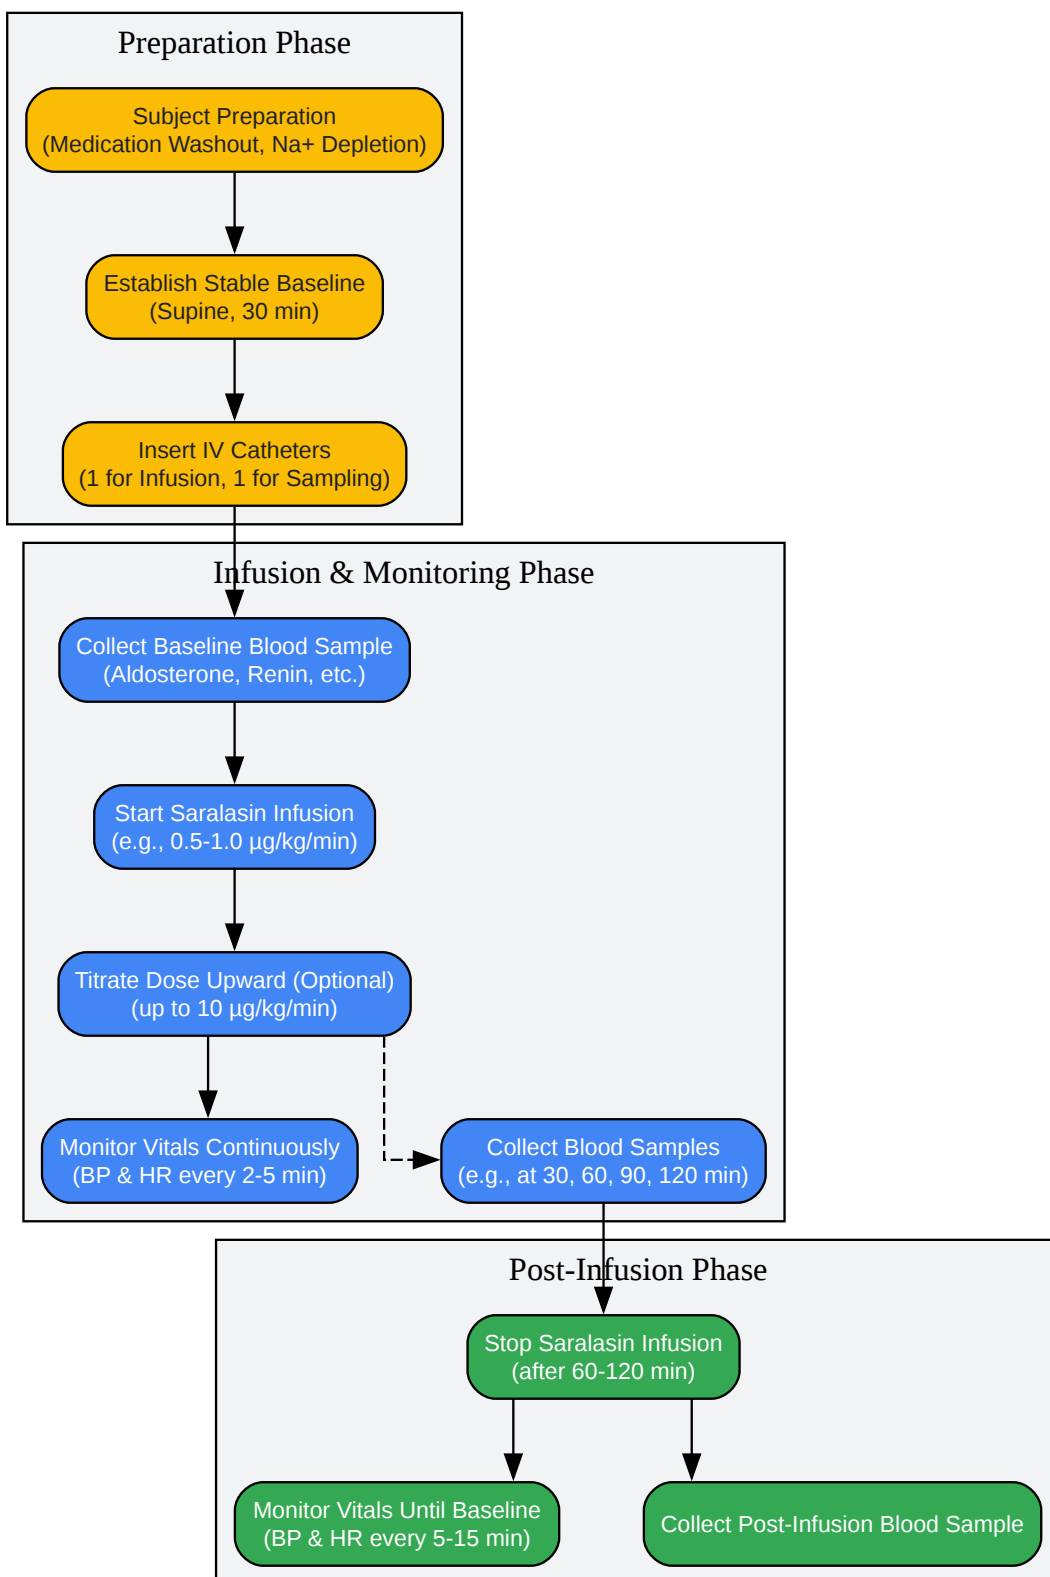 Preparation Phase
Subject Preparation
(Medication Washout, Na+ Depletion)
Establish Stable Baseline
(Supine, 30 min)
Insert IV Catheters
(1 for Infusion, 1 for Sampling)
Infusion & Monitoring Phase
Collect Baseline Blood Sample
(Aldosterone, Renin, etc.)
Start Saralasin Infusion
(e.g., 0.5-1.0 µg/kg/min)
Titrate Dose Upward (Optional)
(up to 10 µg/kg/min)
Monitor Vitals Continuously
(BP & HR every 2-5 min)
Collect Blood Samples
(e.g., at 30, 60, 90, 120 min)
Post-Infusion Phase
Stop Saralasin Infusion
(after 60-120 min)
Monitor Vitals Until Baseline
(BP & HR every 5-15 min)
Collect Post-Infusion Blood Sample